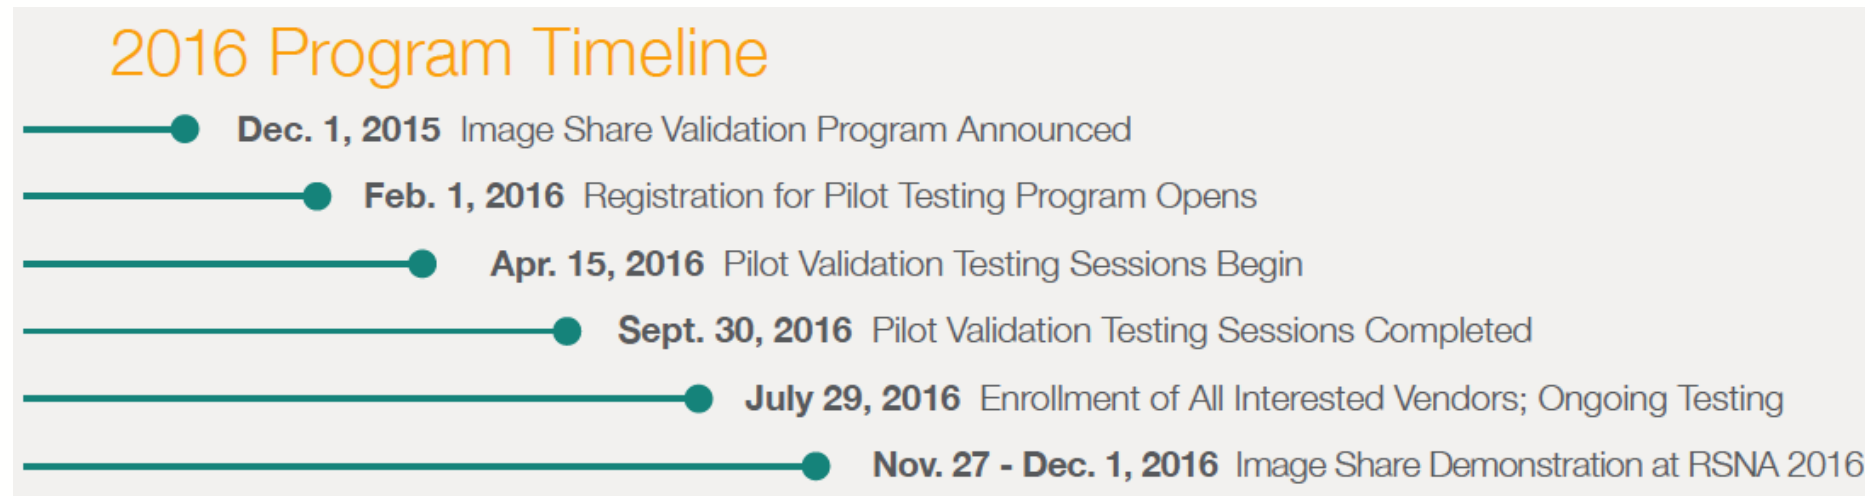 2016 Program Timeline
Dec. 1, 2015 Image Share Validation Program Announced
Feb. 1, 2016 Registration for Pilot Testing Program Opens
Apr. 15, 2016 Pilot Validation Testing Sessions Begin
Sept. 30, 2016 Pilot Validation Testing Sessions Completed
July 29, 2016 Enrollment of All Interested Vendors; Ongoing Testing
Nov. 27 - Dec. 1, 2016 Image Share Demonstration at RSNA 2016